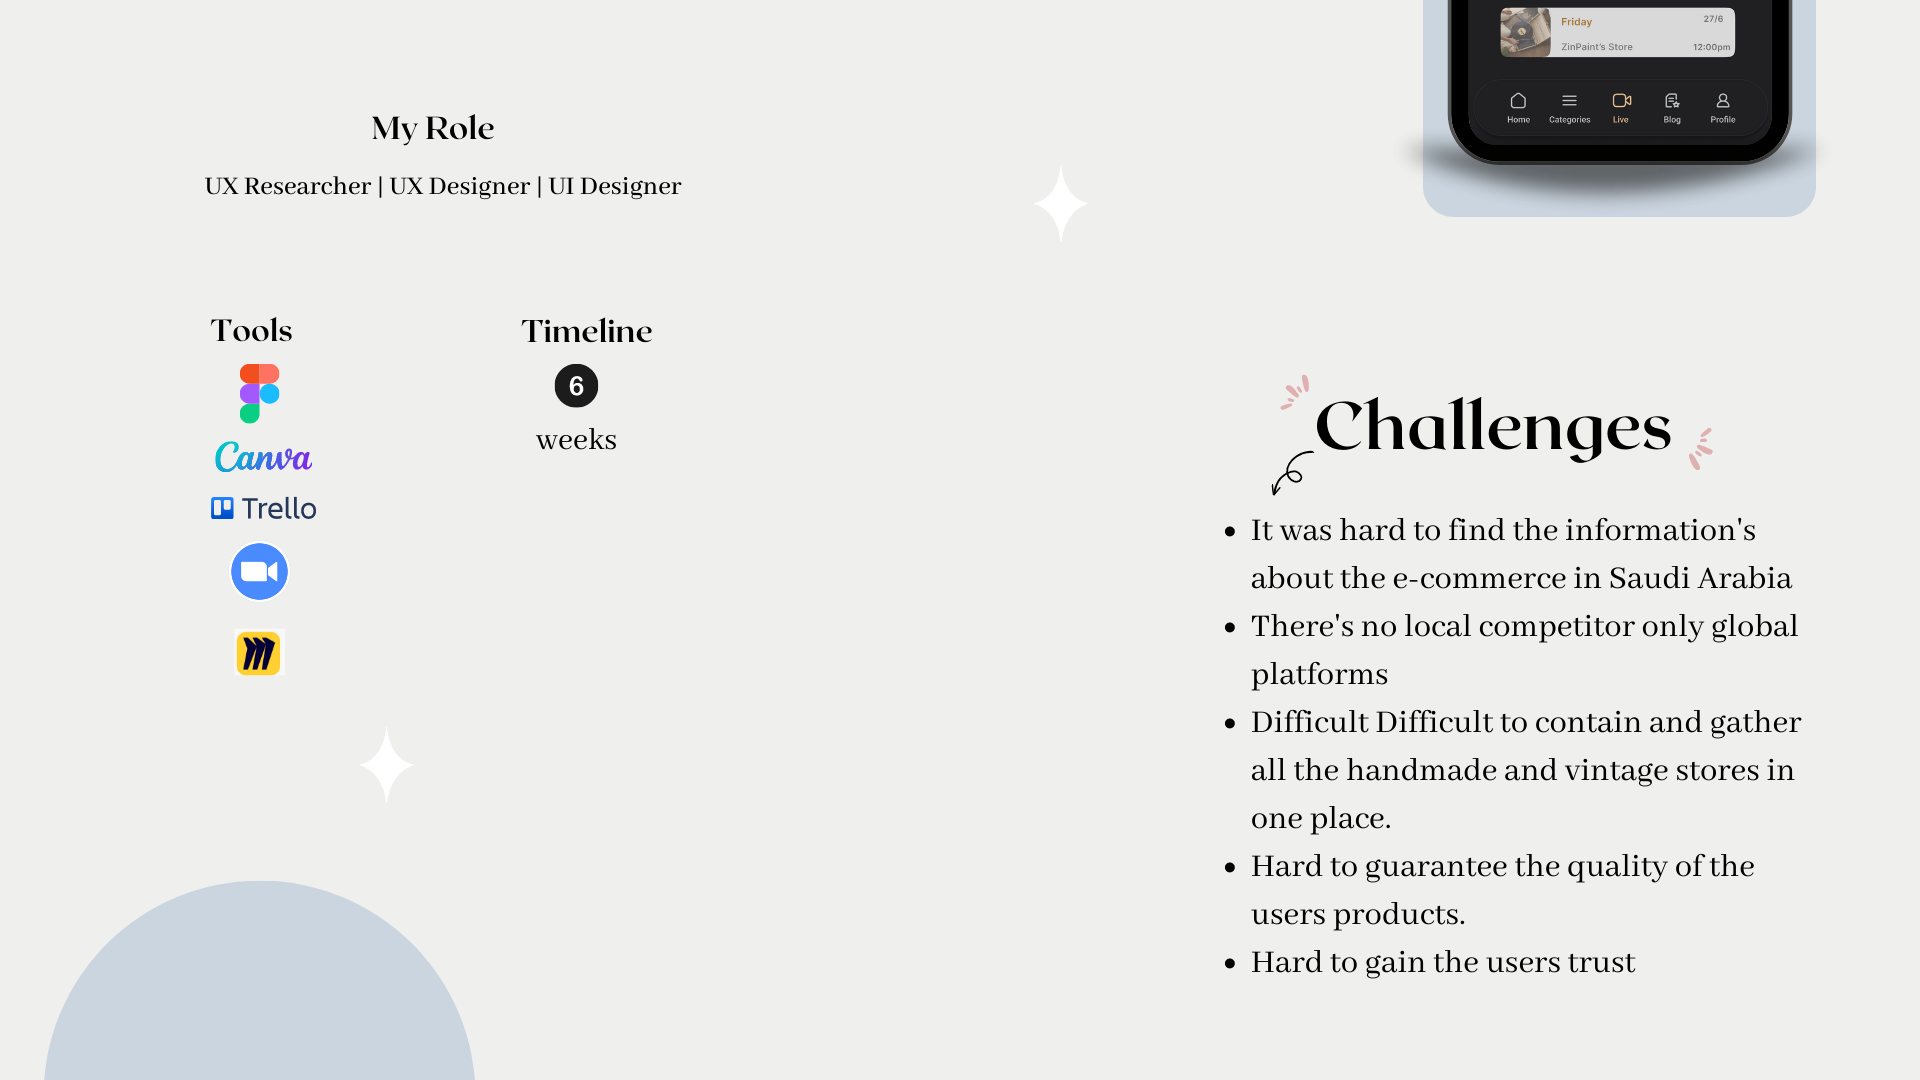 Friday
27/6
ZinPaint's Store
12:00pm
Home
Categories
Live
Blog
Profile
My Role
UX Researcher | UX Designer | UI Designer
Tools
Canva
Trello
Timeline
6
weeks
Challenges
• It was hard to find the information's
about the e-commerce in Saudi Arabia
• There's no local competitor only global
platforms
• Difficult Difficult to contain and gather
all the handmade and vintage stores in
one place.
• Hard to guarantee the quality of the
users products.
• Hard to gain the users trust